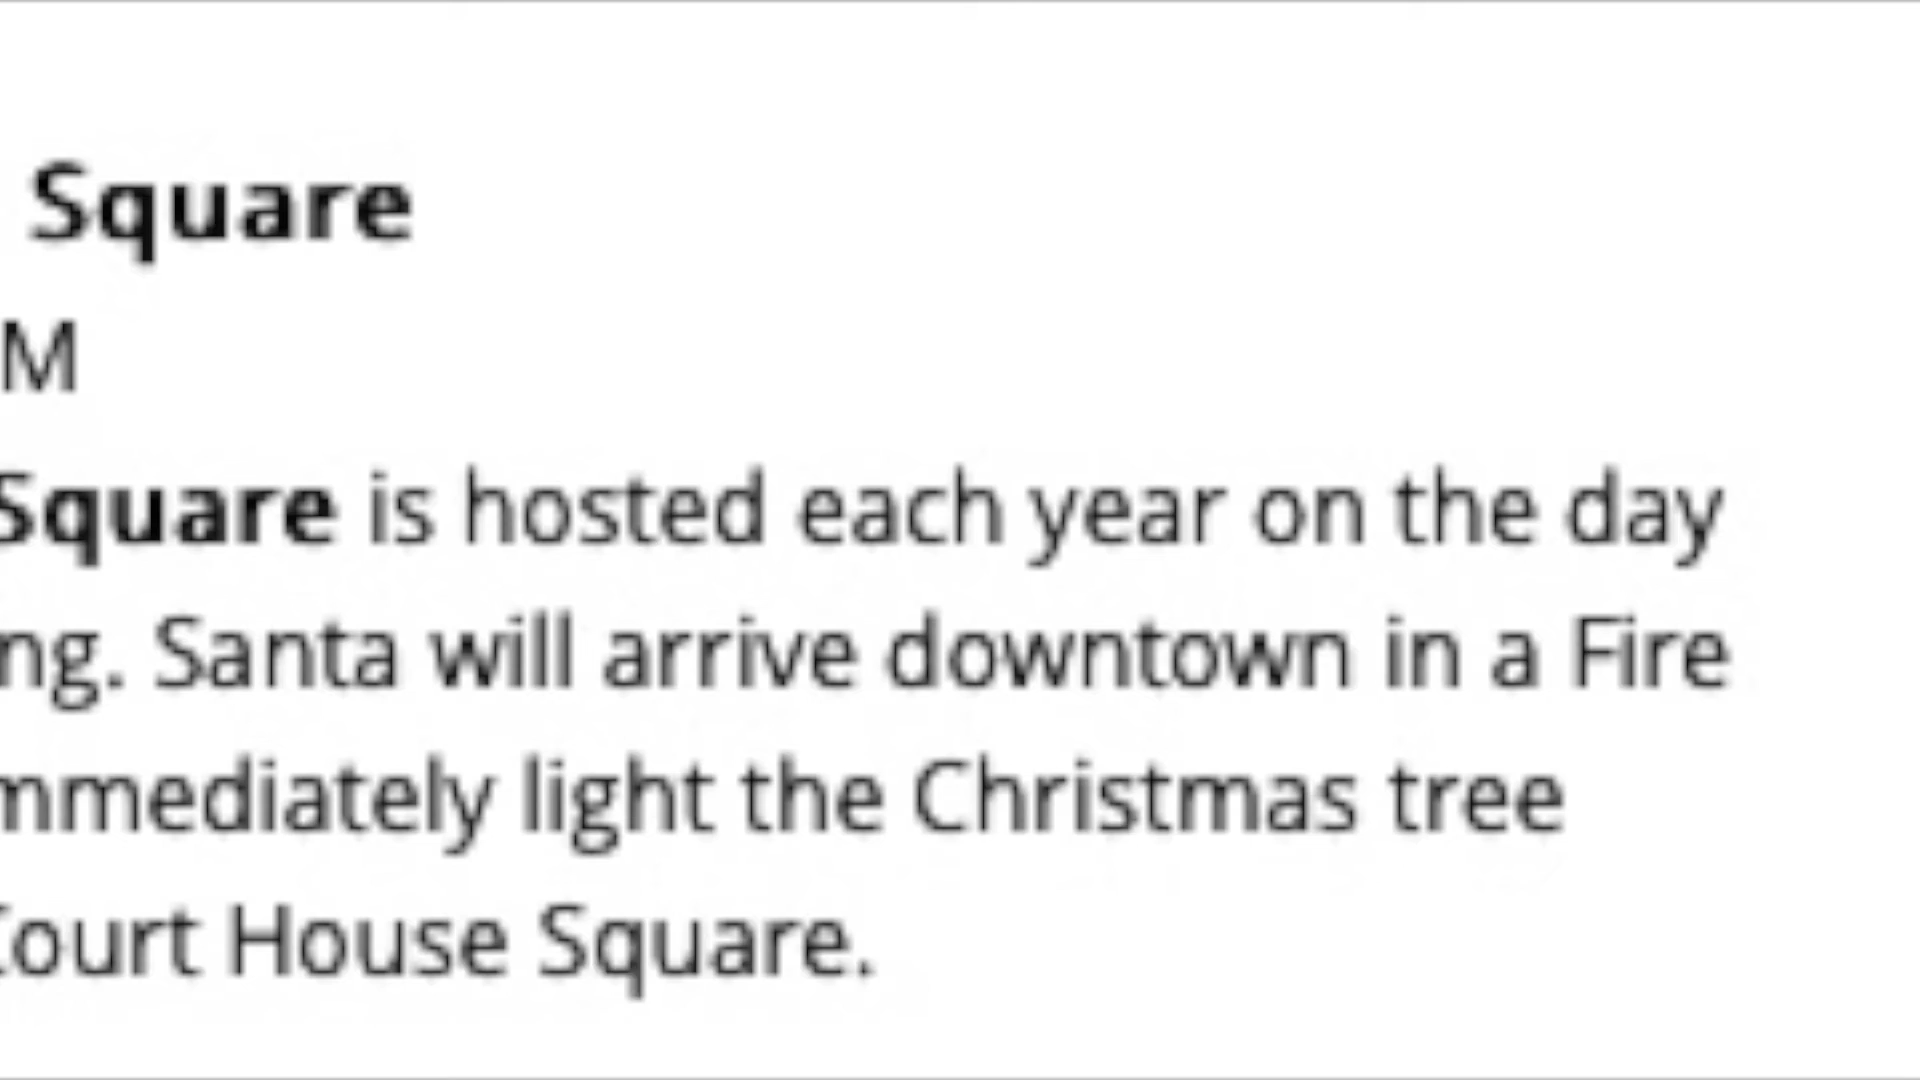 Square
M
Square is hosted each year on the day
ng. Santa will arrive downtown in a Fire
mmediately light the Christmas tree
Court House Square.